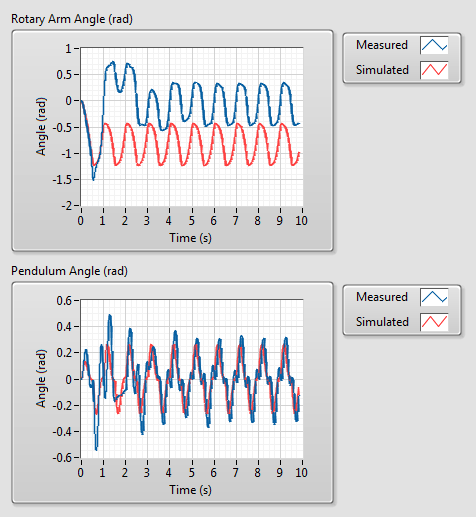 Rotary Arm Angle (rad)
Measured
Simulated
Angle (rad)
1
0.5
0
-0.5
-1
-1.5
-2
0 1 2 3 4 5 6 7 8 9 10
Time (s)
Pendulum Angle (rad)
Measured
Simulated
Angle (rad)
0.6
0.4
0.2
0
-0.2
-0.4
-0.6
0 1 2 3 4 5 6 7 8 9 10
Time (s)